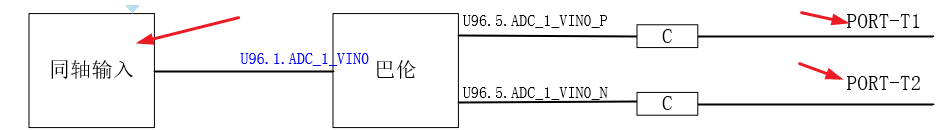 U96.5.ADC_1_VIN0_P
C
PORT-T1
同轴输入
U96.1.ADC_1_VIN0
巴伦
U96.5.ADC_1_VIN0_N
C
PORT-T2